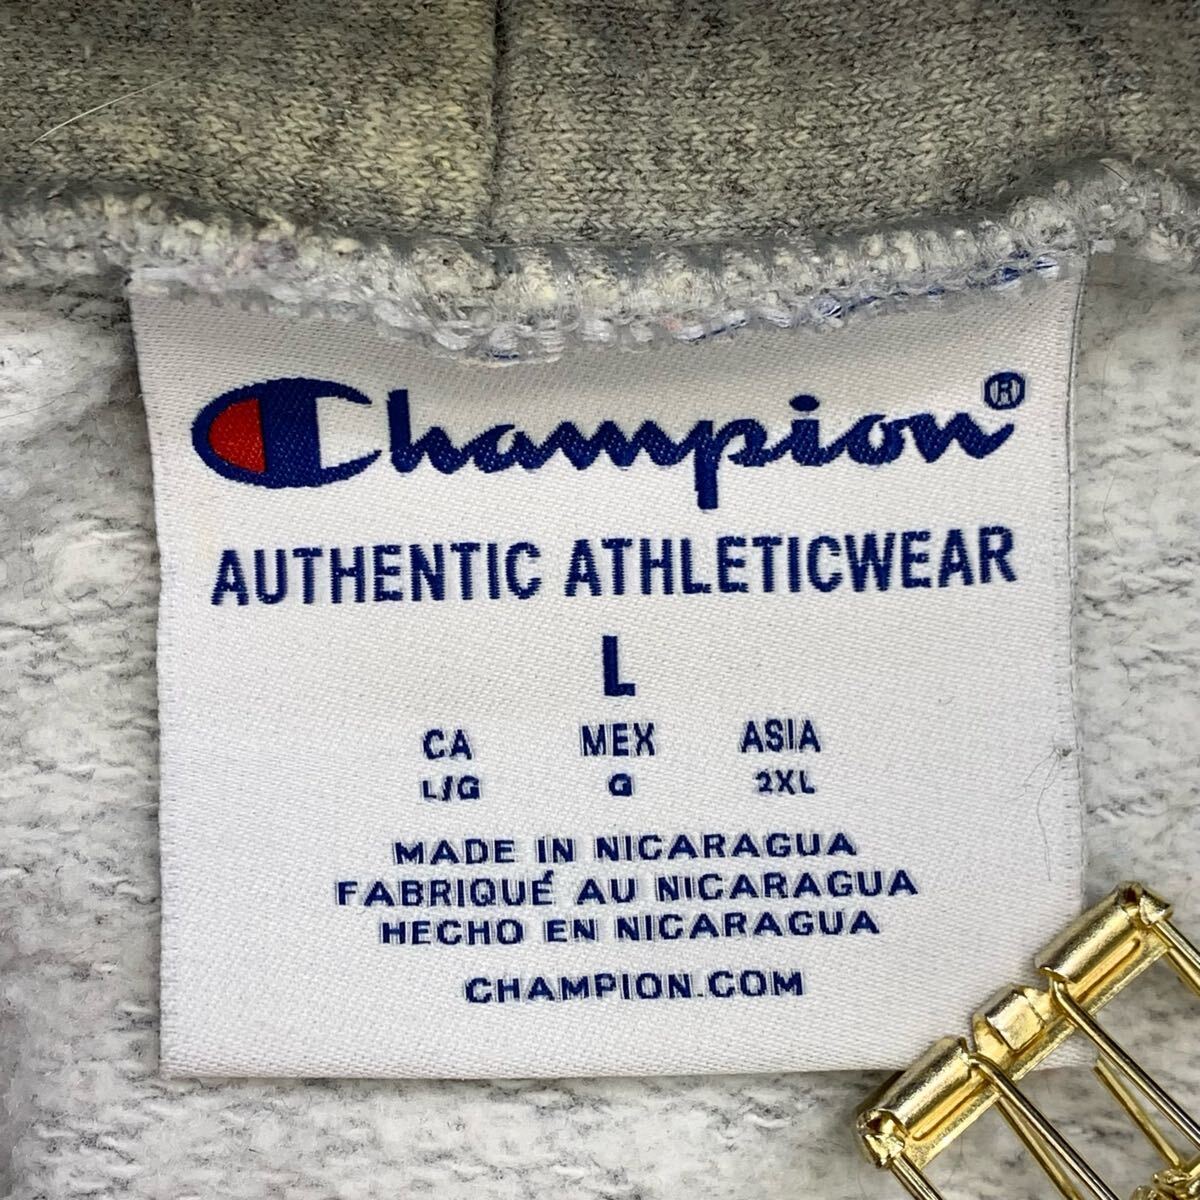 Champion®
AUTHENTIC ATHLETICWEAR
L
CA MEX ASIA
L/G G 2XL
MADE IN NICARAGUA
FABRIQUÉ AU NICARAGUA
HECHO EN NICARAGUA
CHAMPION.COM